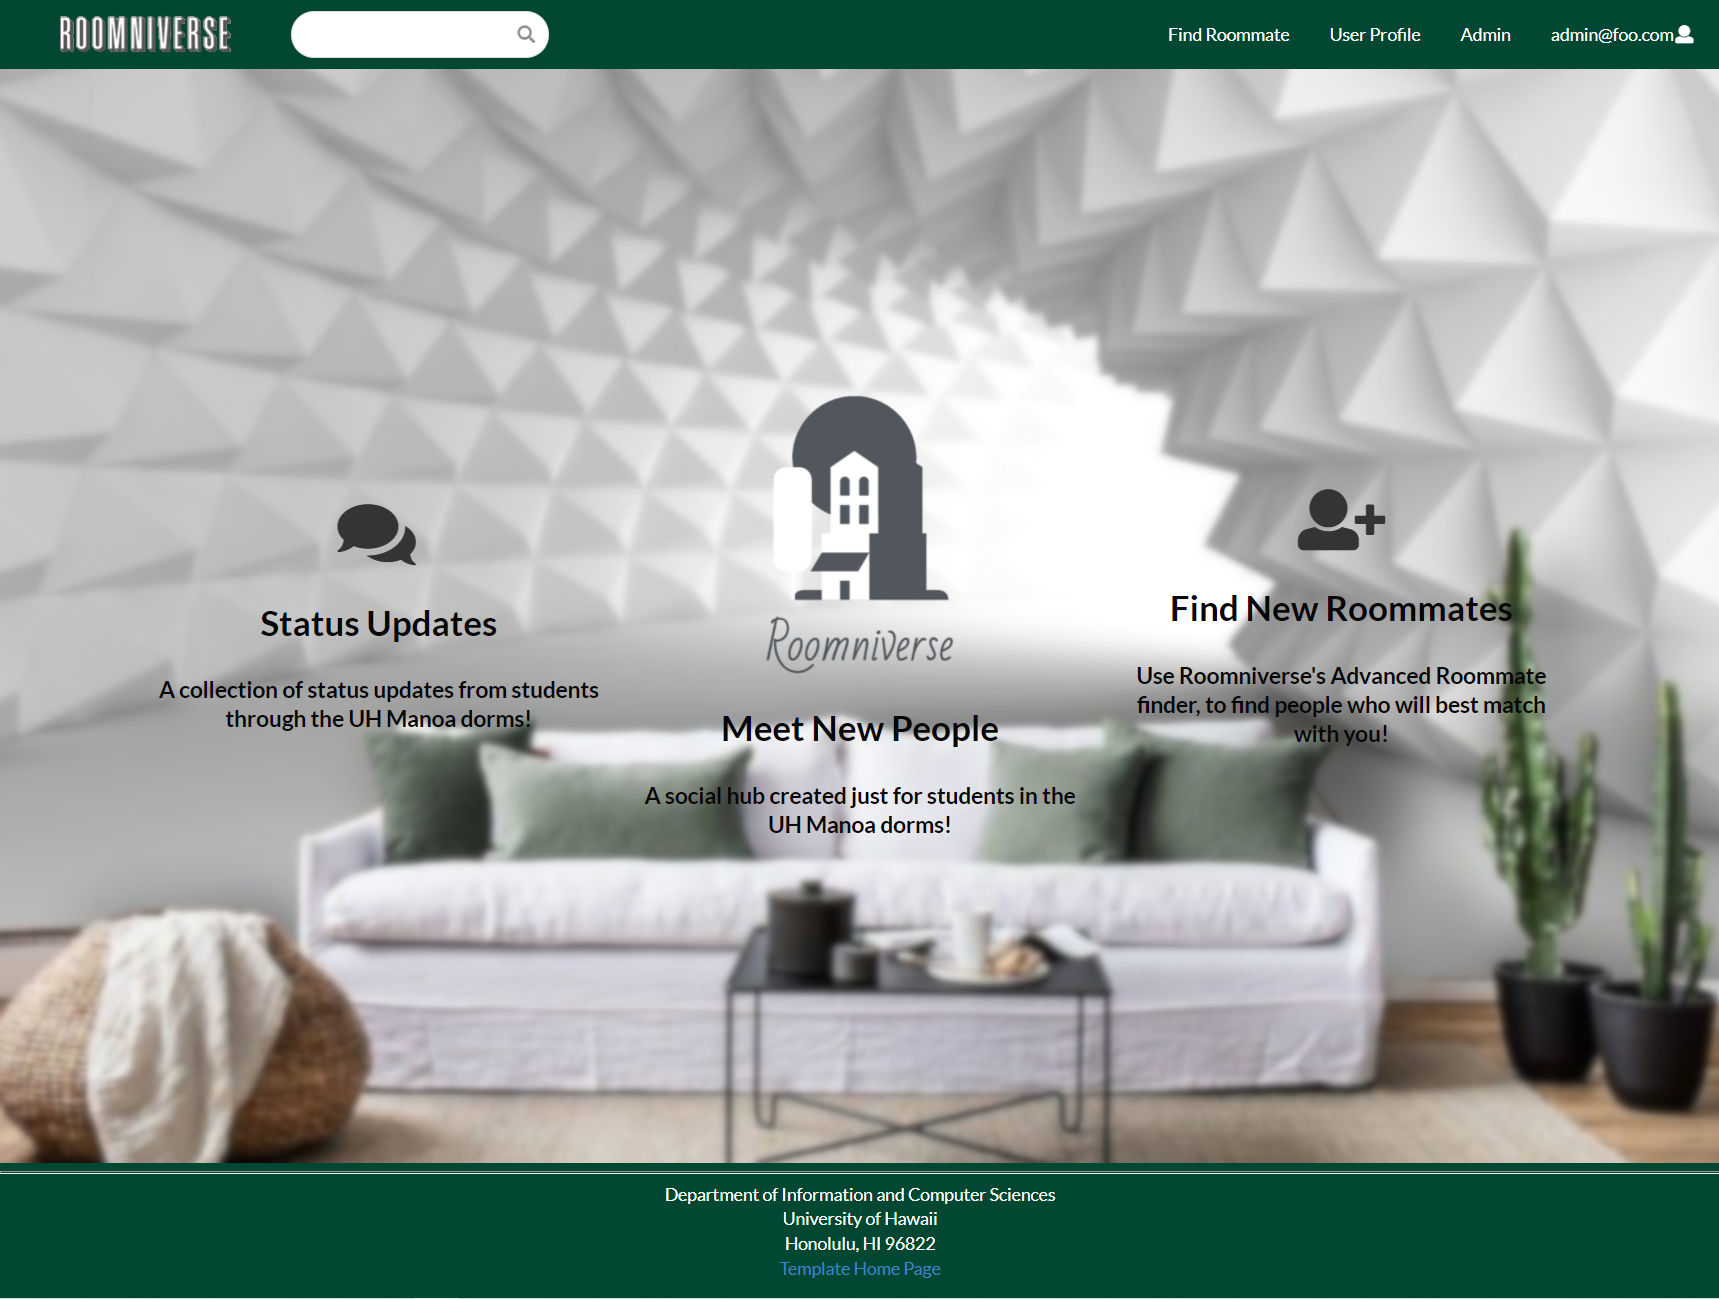 ROOMNIVERSE
Find Roommate
User Profile
Admin
admin@foo.com
Roomniverse
Status Updates
A collection of status updates from students
through the UH Manoa dorms!
Meet New People
A social hub created just for students in the
UH Manoa dorms!
Find New Roommates
Use Roomniverse's Advanced Roommate
finder, to find people who will best match
with you!
Department of Information and Computer Sciences
University of Hawaii
Honolulu, HI 96822
Template Home Page